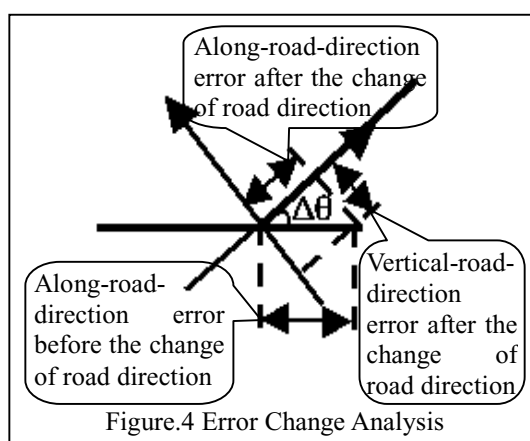 Along-road-direction
error after the change
of road direction
Δθ
Along-road-
direction error
before the change
of road direction
Vertical-road-
direction
error after the
change of
road direction
Figure.4 Error Change Analysis